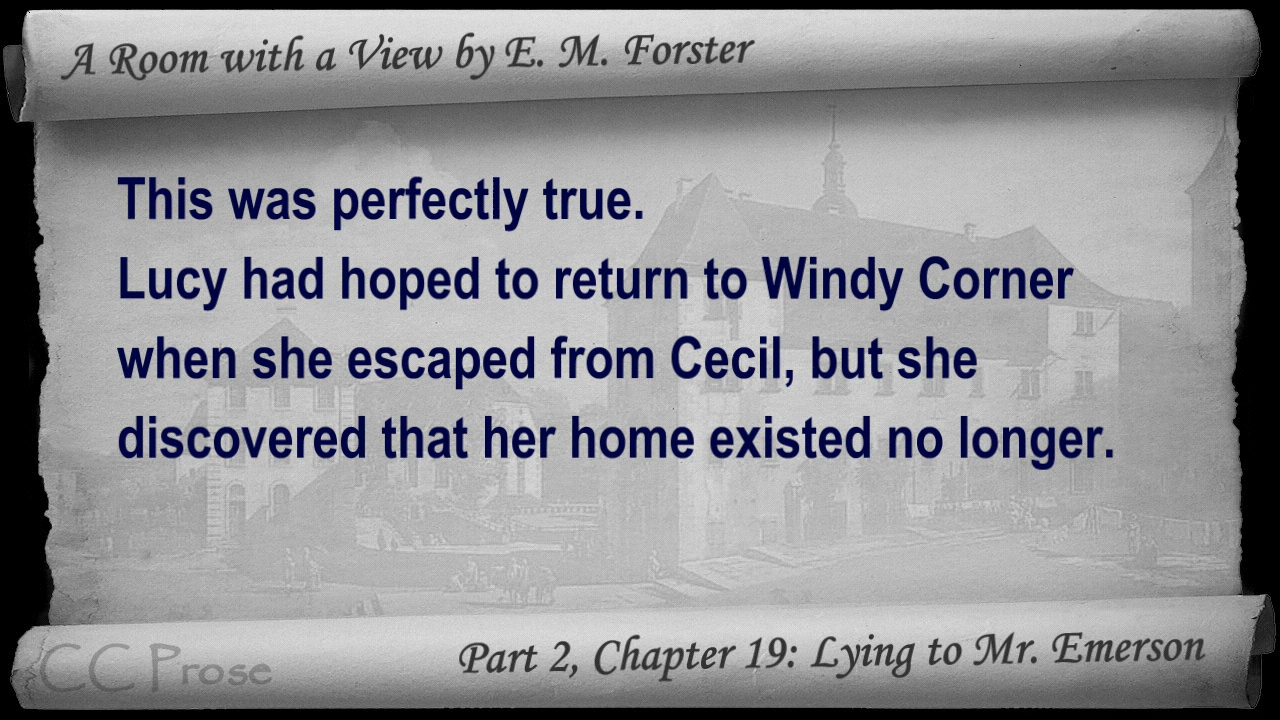 A Room with a View by E. M. Forster
This was perfectly true.
Lucy had hoped to return to Windy Corner
when she escaped from Cecil, but she
discovered that her home existed no longer.
CC Prose
Part 2, Chapter 19: Lying to Mr. Emerson